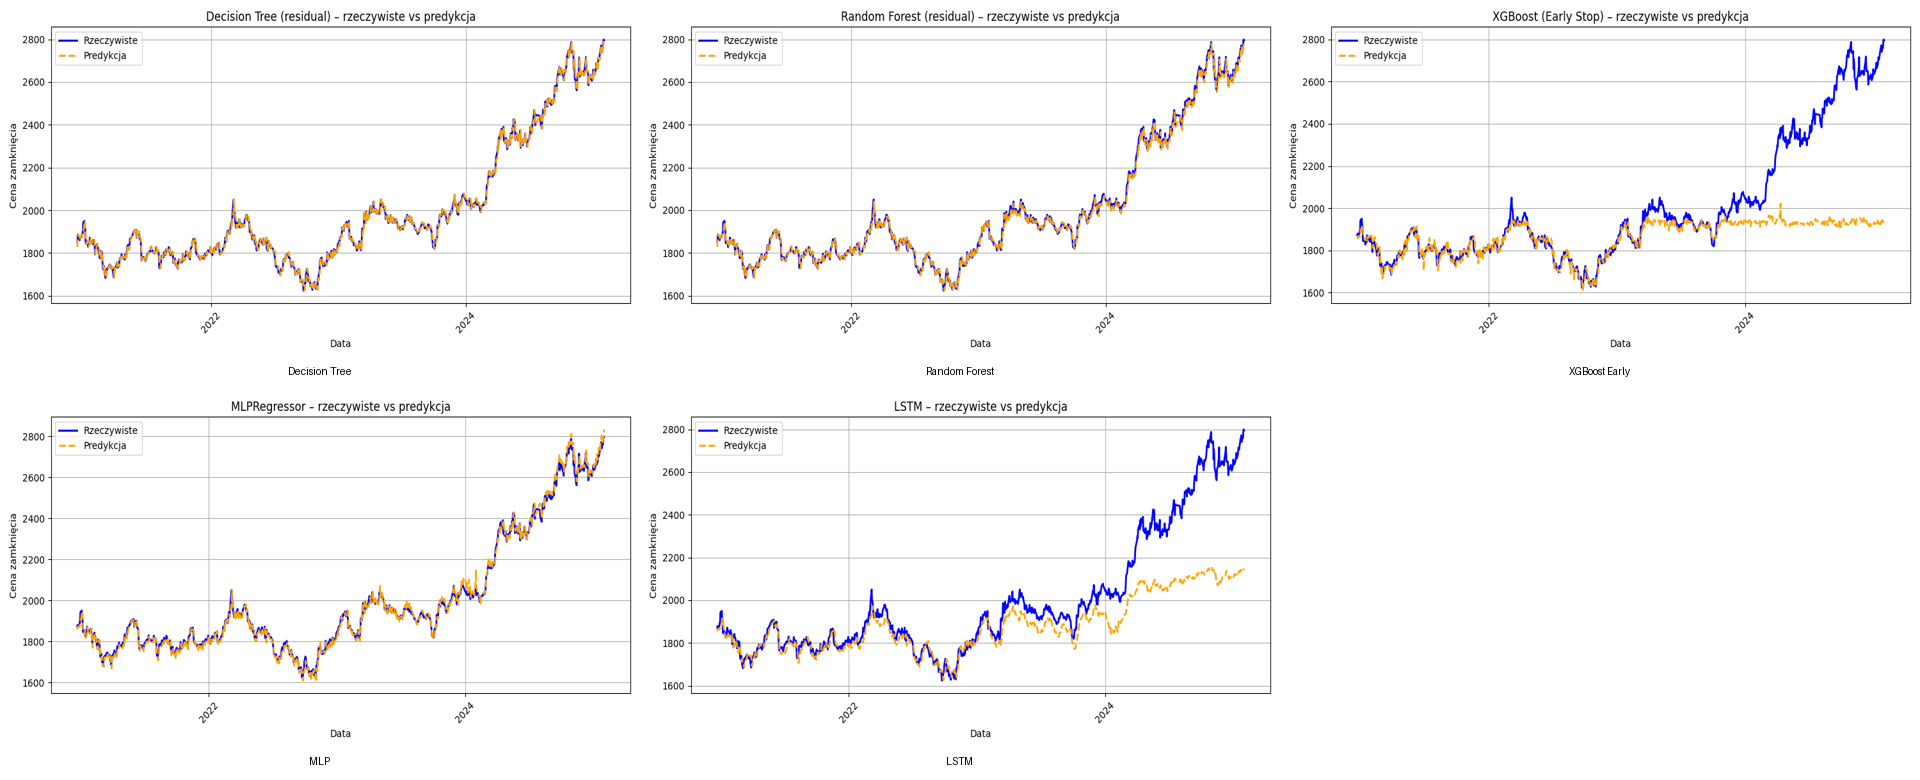 Decision Tree (residual) – rzeczywiste vs predykcja
Rzeczywiste
Predykcja
Cena zamknięcia
2800
2600
2400
2200
2000
1800
1600
2022
2024
Data
Decision Tree
Random Forest (residual) – rzeczywiste vs predykcja
Rzeczywiste
Predykcja
Cena zamknięcia
2800
2600
2400
2200
2000
1800
1600
2022
2024
Data
Random Forest
XGBoost (Early Stop) – rzeczywiste vs predykcja
Rzeczywiste
Predykcja
Cena zamknięcia
2800
2600
2400
2200
2000
1800
1600
2022
2024
Data
XGBoost Early
MLPRegressor – rzeczywiste vs predykcja
Rzeczywiste
Predykcja
Cena zamknięcia
2800
2600
2400
2200
2000
1800
1600
2022
2024
Data
MLP
LSTM – rzeczywiste vs predykcja
Rzeczywiste
Predykcja
Cena zamknięcia
2800
2600
2400
2200
2000
1800
1600
2022
2024
Data
LSTM